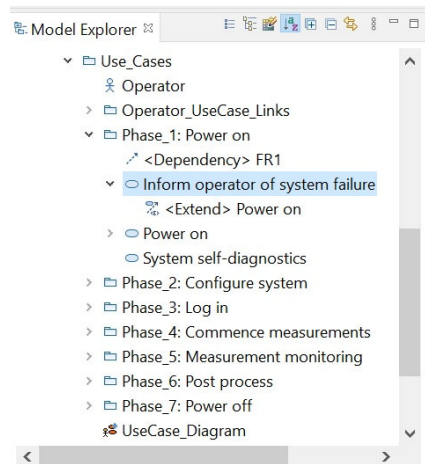 Model Explorer
Use_Cases
Operator
Operator_UseCase_Links
Phase_1: Power on
<Dependency> FR1
Inform operator of system failure
<Extend> Power on
Power on
System self-diagnostics
Phase_2: Configure system
Phase_3: Log in
Phase_4: Commence measurements
Phase_5: Measurement monitoring
Phase_6: Post process
Phase_7: Power off
UseCase_Diagram